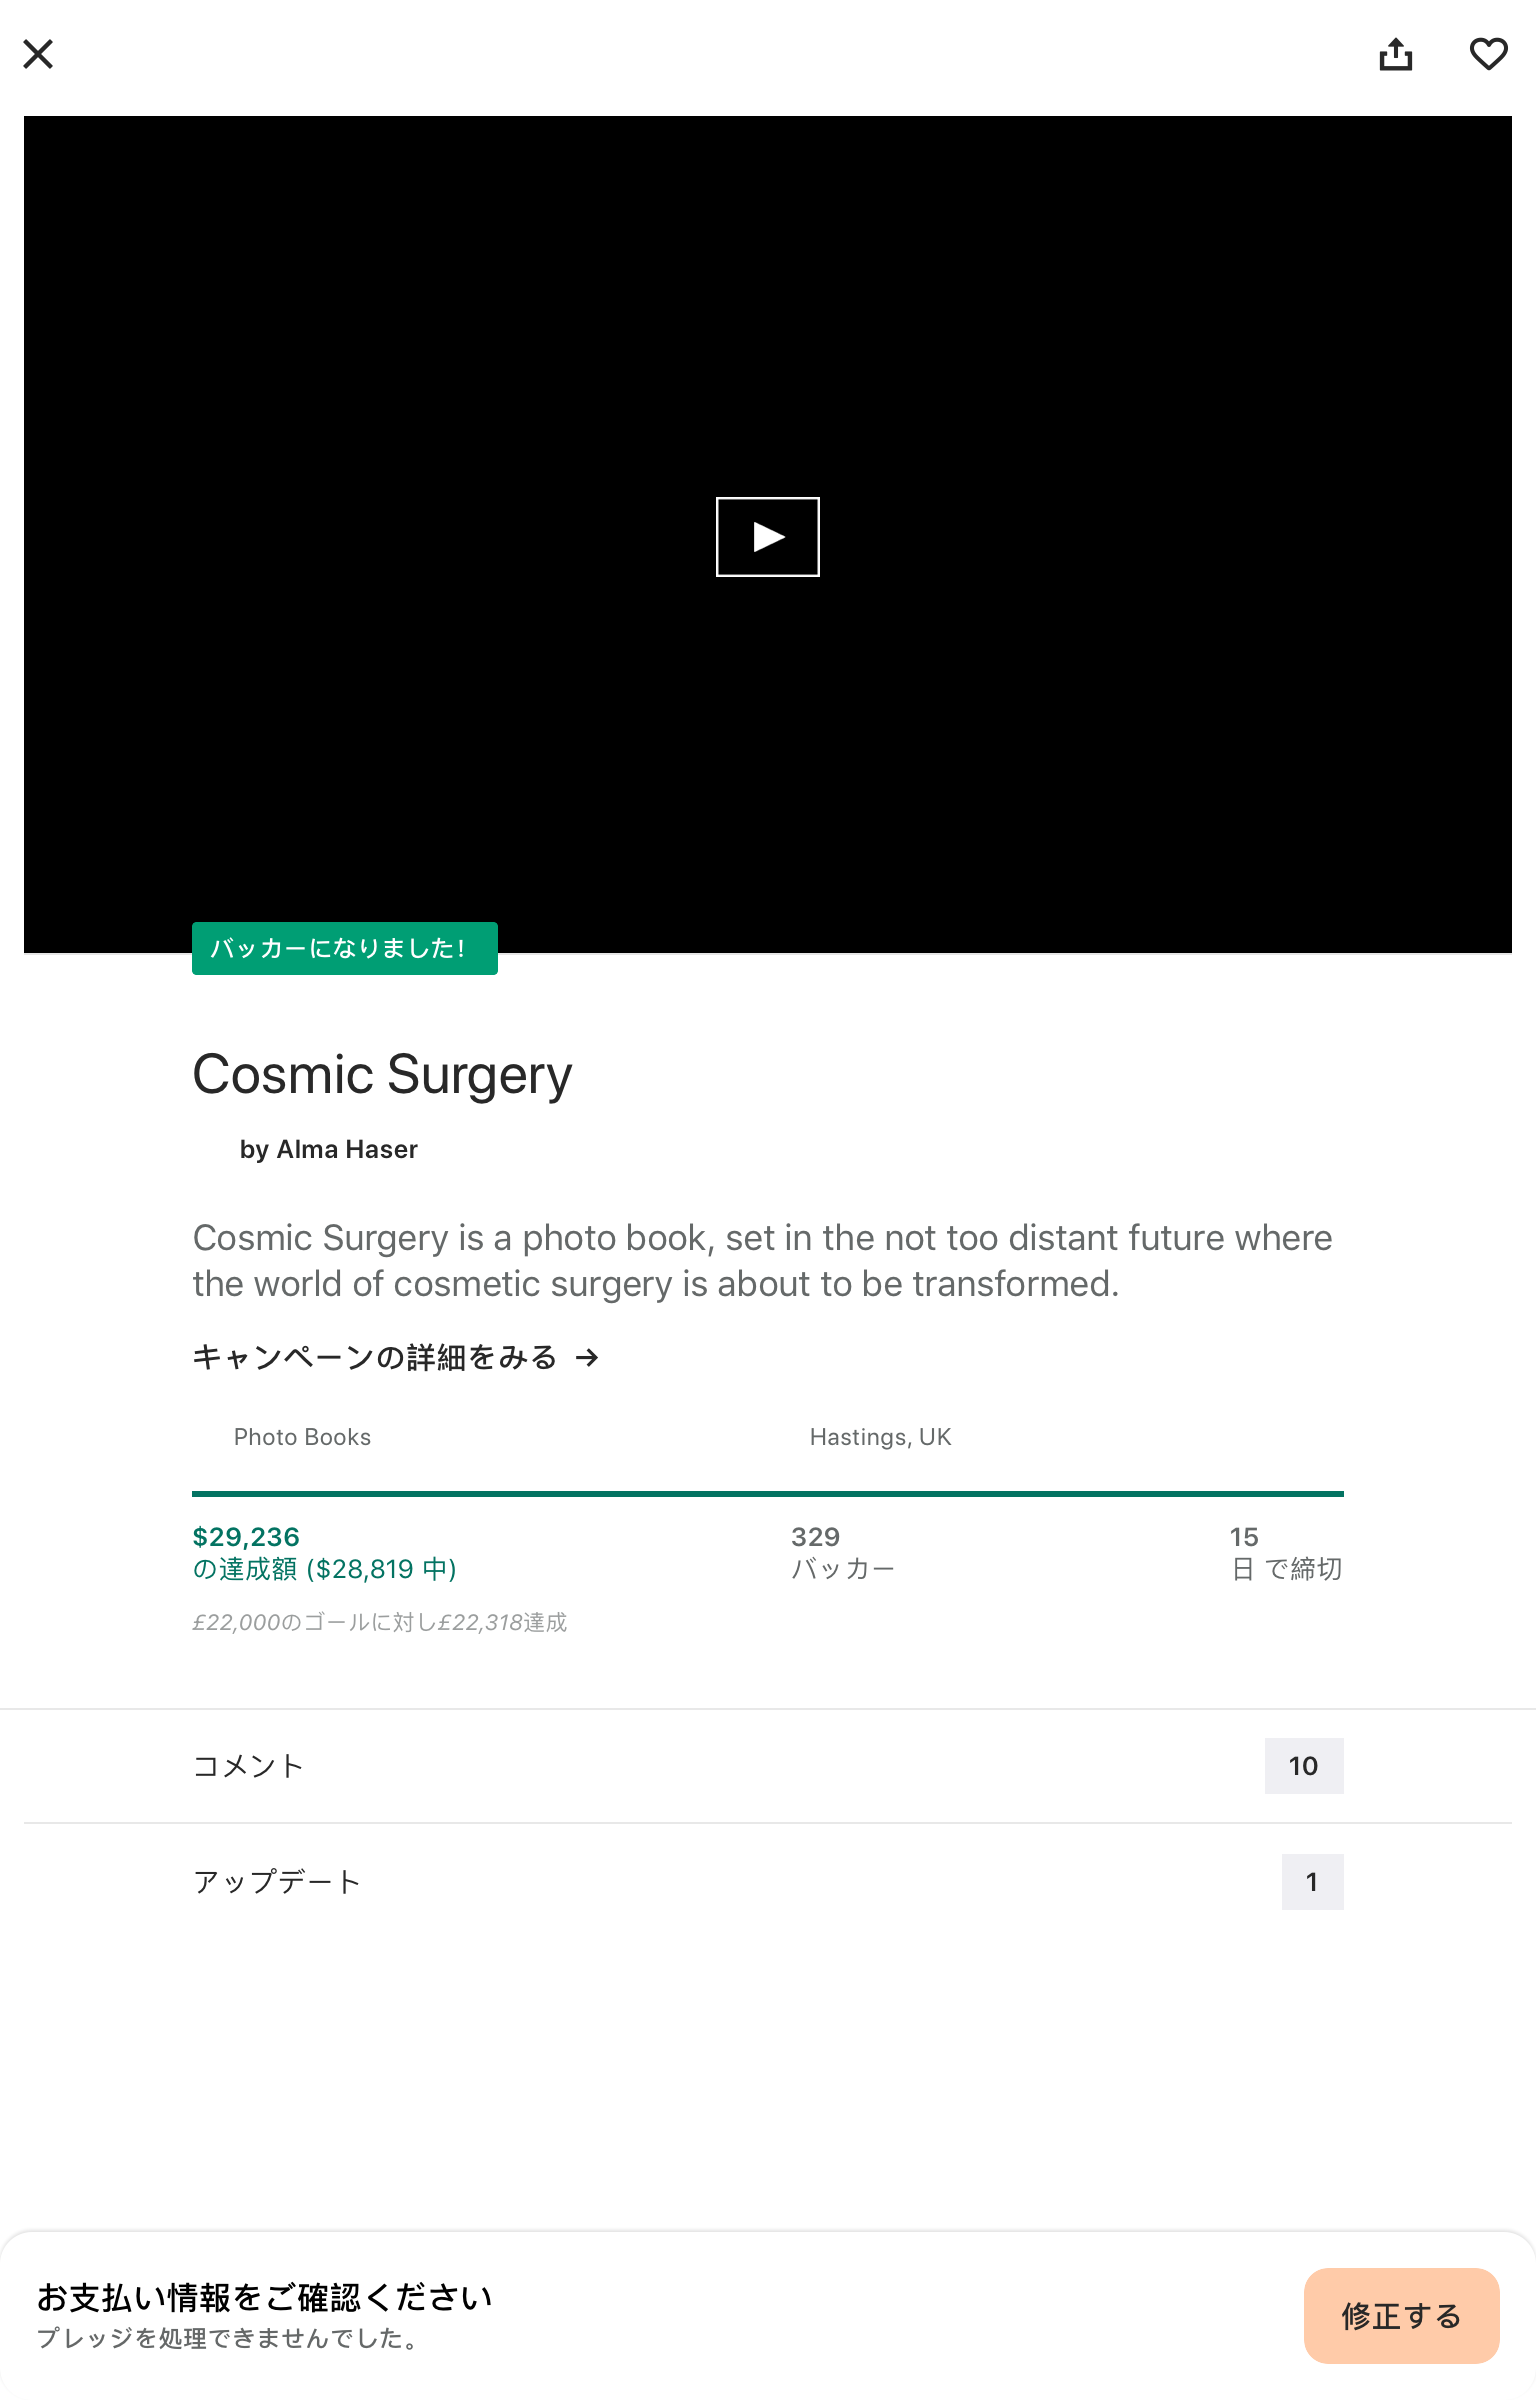 バッカーになりました！
Cosmic Surgery
by Alma Haser
Cosmic Surgery is a photo book, set in the not too distant future where
the world of cosmetic surgery is about to be transformed.
キャンペーンの詳細をみる →
Photo Books
Hastings, UK
$29,236
の達成額 ($28,819 中)
329
バッカー
15
日 で締切
£22,000のゴールに対し£22,318達成
コメント
10
アップデート
1
お支払い情報をご確認ください
プレッジを処理できませんでした。
修正する